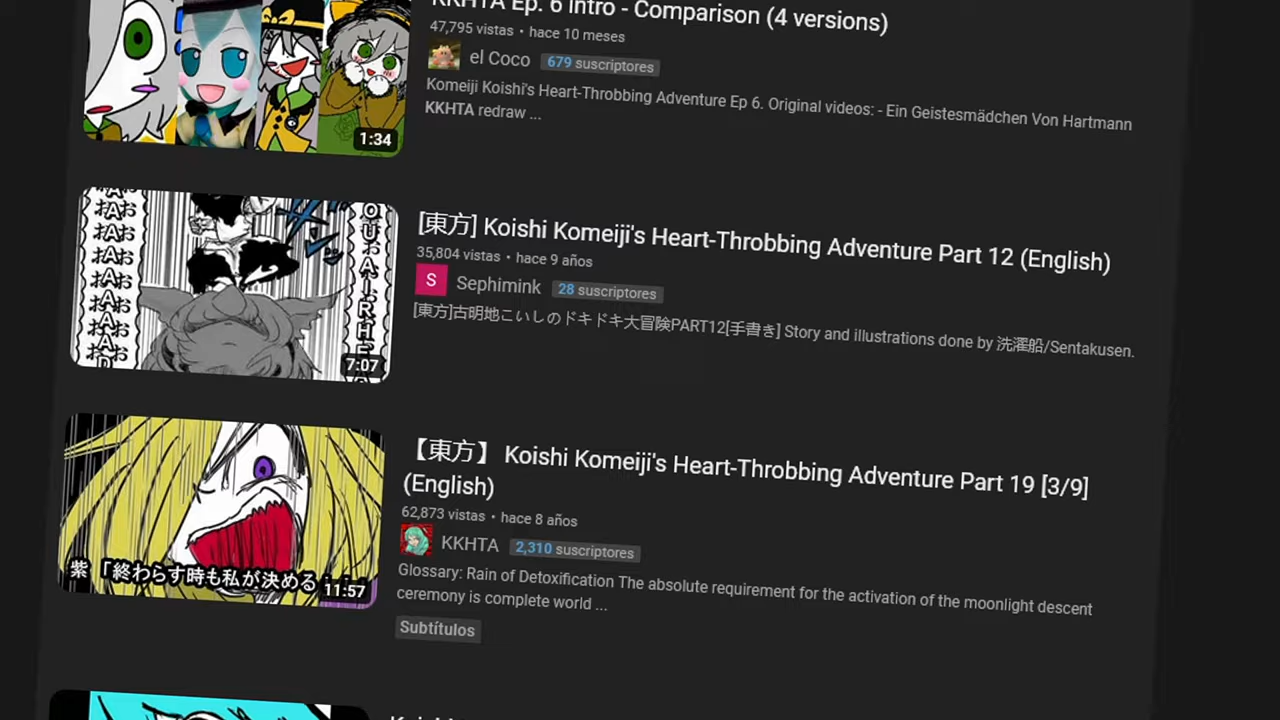 KKHTA Ep. 6 Intro - Comparison (4 versions)
47,795 vistas • hace 10 meses
el Coco 679 suscriptores
Komeiji Koishi's Heart-Throbbing Adventure Ep 6. Original videos: - Ein Geistesmädchen Von Hartmann
KKHTA redraw ...
1:34
[東方] Koishi Komeiji's Heart-Throbbing Adventure Part 12 (English)
35,804 vistas • hace 9 años
S Sephimink 28 suscriptores
[東方]古明地こいしのドキドキ大冒険PART12[手書き] Story and illustrations done by 洗濯船/Sentakusen.
7:07
【東方】 Koishi Komeiji's Heart-Throbbing Adventure Part 19 [3/9]
(English)
62,873 vistas • hace 8 años
KKHTA 2,310 suscriptores
Glossary: Rain of Detoxification The absolute requirement for the activation of the moonlight descent
ceremony is complete world ...
紫 「終わらす時も私が決める
11:57
Subtítulos